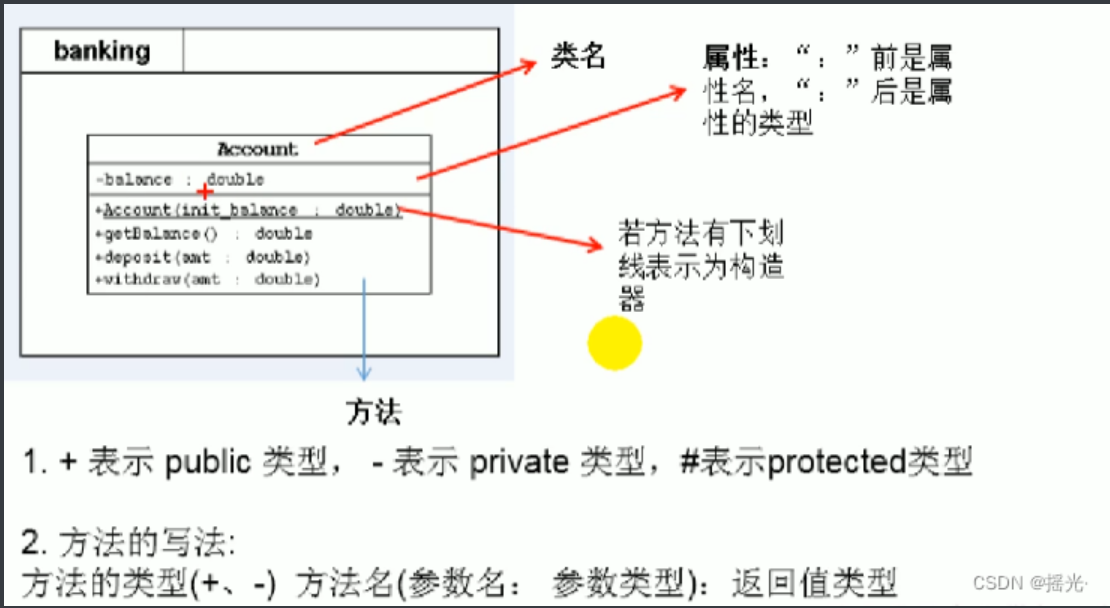 banking
类名
属性：“：”前是属
性名，“：”后是属
性的类型
Account
-balance : double
+Account(init_balance : double)
+getBalance() : double
+deposit(amt : double)
+withdraw(amt : double)
若方法有下划
线表示为构造
器
方法
1. + 表示 public 类型， - 表示 private 类型，#表示protected类型
2. 方法的写法:
方法的类型(+、-) 方法名(参数名： 参数类型)：返回值类型
CSDN @摇光·